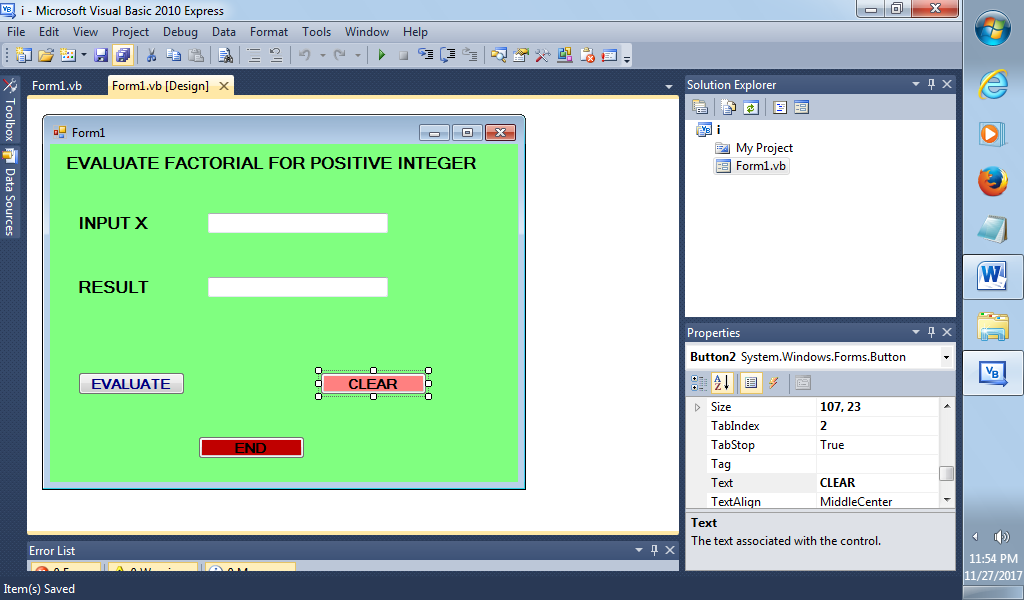 i - Microsoft Visual Basic 2010 Express
File Edit View Project Debug Data Format Tools Window Help
Form1.vb
Form1.vb [Design]
Toolbox
Data Sources
Form1
EVALUATE FACTORIAL FOR POSITIVE INTEGER
INPUT X
RESULT
EVALUATE
CLEAR
END
Solution Explorer
i
My Project
Form1.vb
Properties
Button2 System.Windows.Forms.Button
Size 107, 23
TabIndex 2
TabStop True
Tag
Text CLEAR
TextAlign MiddleCenter
Text
The text associated with the control.
Error List
Item(s) Saved
11:54 PM
11/27/2017